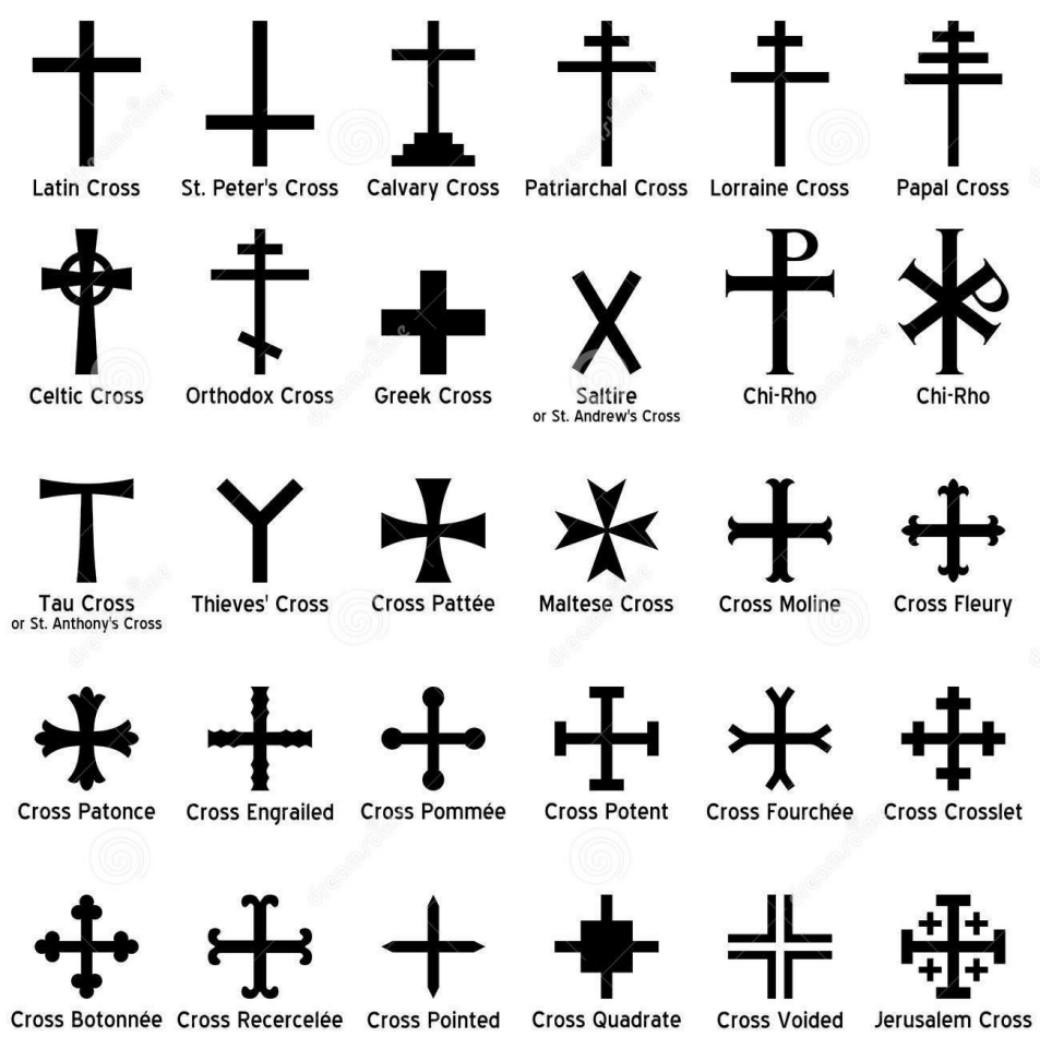 Latin Cross
St. Peter's Cross
Calvary Cross
Patriarchal Cross
Lorraine Cross
Papal Cross
Celtic Cross
Orthodox Cross
Greek Cross
Saltire
or St. Andrew's Cross
Chi-Rho
Chi-Rho
Tau Cross
or St. Anthony's Cross
Thieves' Cross
Cross Pattée
Maltese Cross
Cross Moline
Cross Fleury
Cross Patonce
Cross Engrailed
Cross Pommée
Cross Potent
Cross Fourchée
Cross Crosslet
Cross Botonnée
Cross Recercelée
Cross Pointed
Cross Quadrate
Cross Voided
Jerusalem Cross